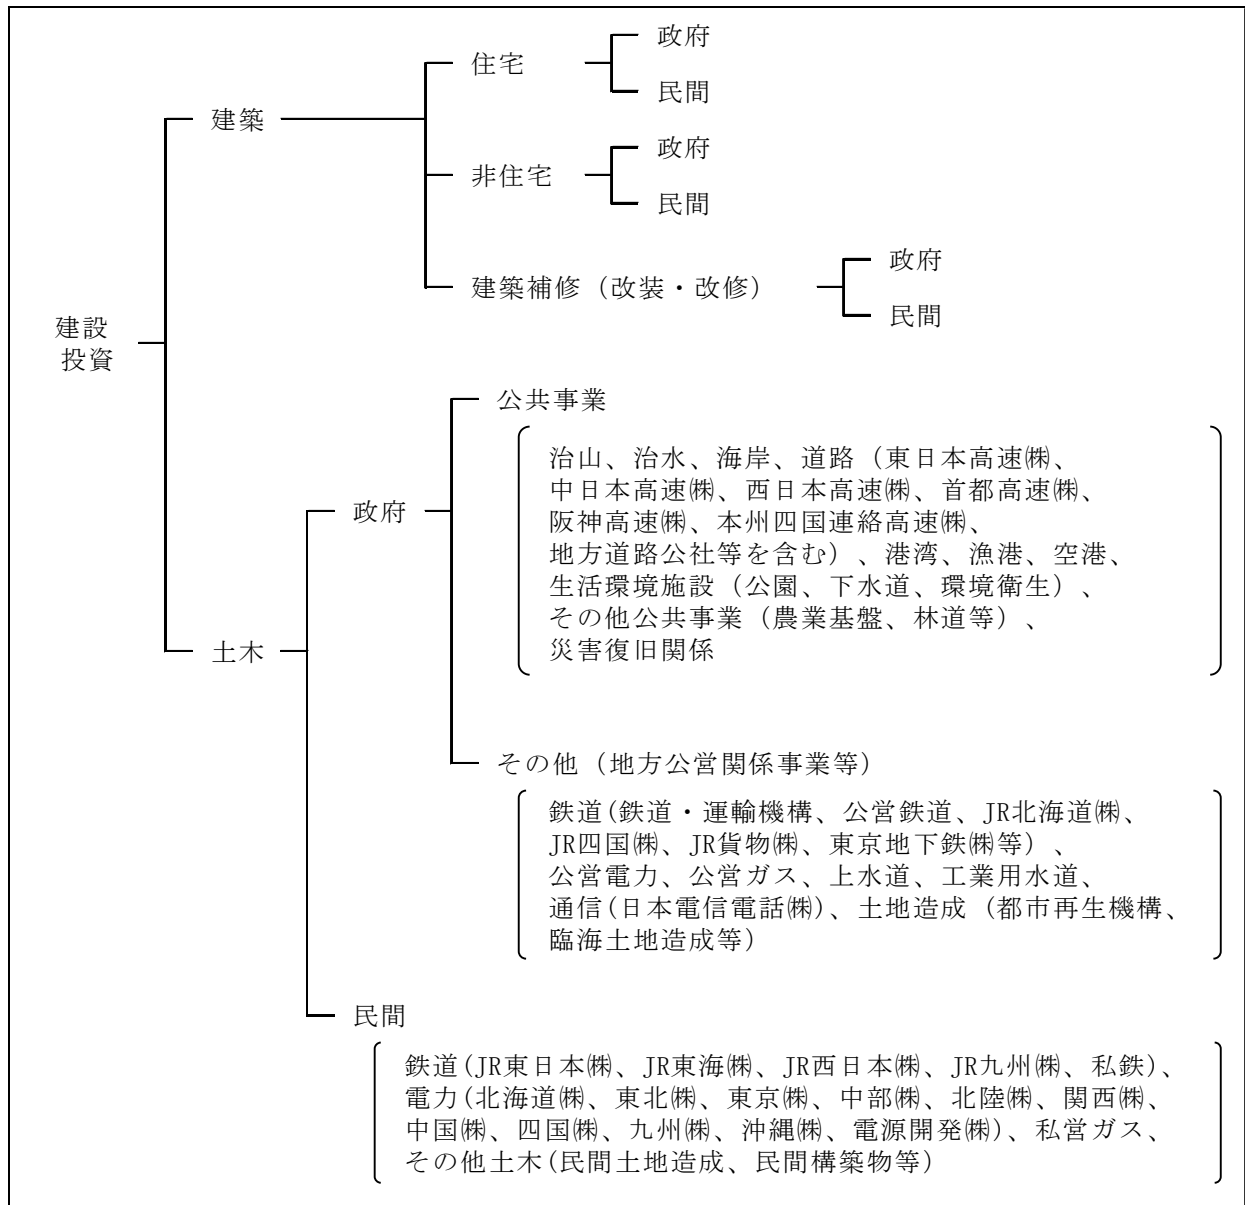 政府
住宅
民間
建築
政府
非住宅
民間
政府
建築補修（改装・改修）
民間
建設
投資
公共事業
治山、治水、海岸、道路（東日本高速㈱、
中日本高速㈱、西日本高速㈱、首都高速㈱、
阪神高速㈱、本州四国連絡高速㈱、
地方道路公社等を含む）、港湾、漁港、空港、
生活環境施設（公園、下水道、環境衛生）、
その他公共事業（農業基盤、林道等）、
災害復旧関係
政府
土木
その他（地方公営関係事業等）
鉄道(鉄道・運輸機構、公営鉄道、JR北海道㈱、
JR四国㈱、JR貨物㈱、東京地下鉄㈱等）、
公営電力、公営ガス、上水道、工業用水道、
通信(日本電信電話㈱)、土地造成（都市再生機構、
臨海土地造成等）
民間
鉄道(JR東日本㈱、JR東海㈱、JR西日本㈱、JR九州㈱、私鉄)、
電力(北海道㈱、東北㈱、東京㈱、中部㈱、北陸㈱、関西㈱、
中国㈱、四国㈱、九州㈱、沖縄㈱、電源開発㈱)、私営ガス、
その他土木(民間土地造成、民間構築物等）